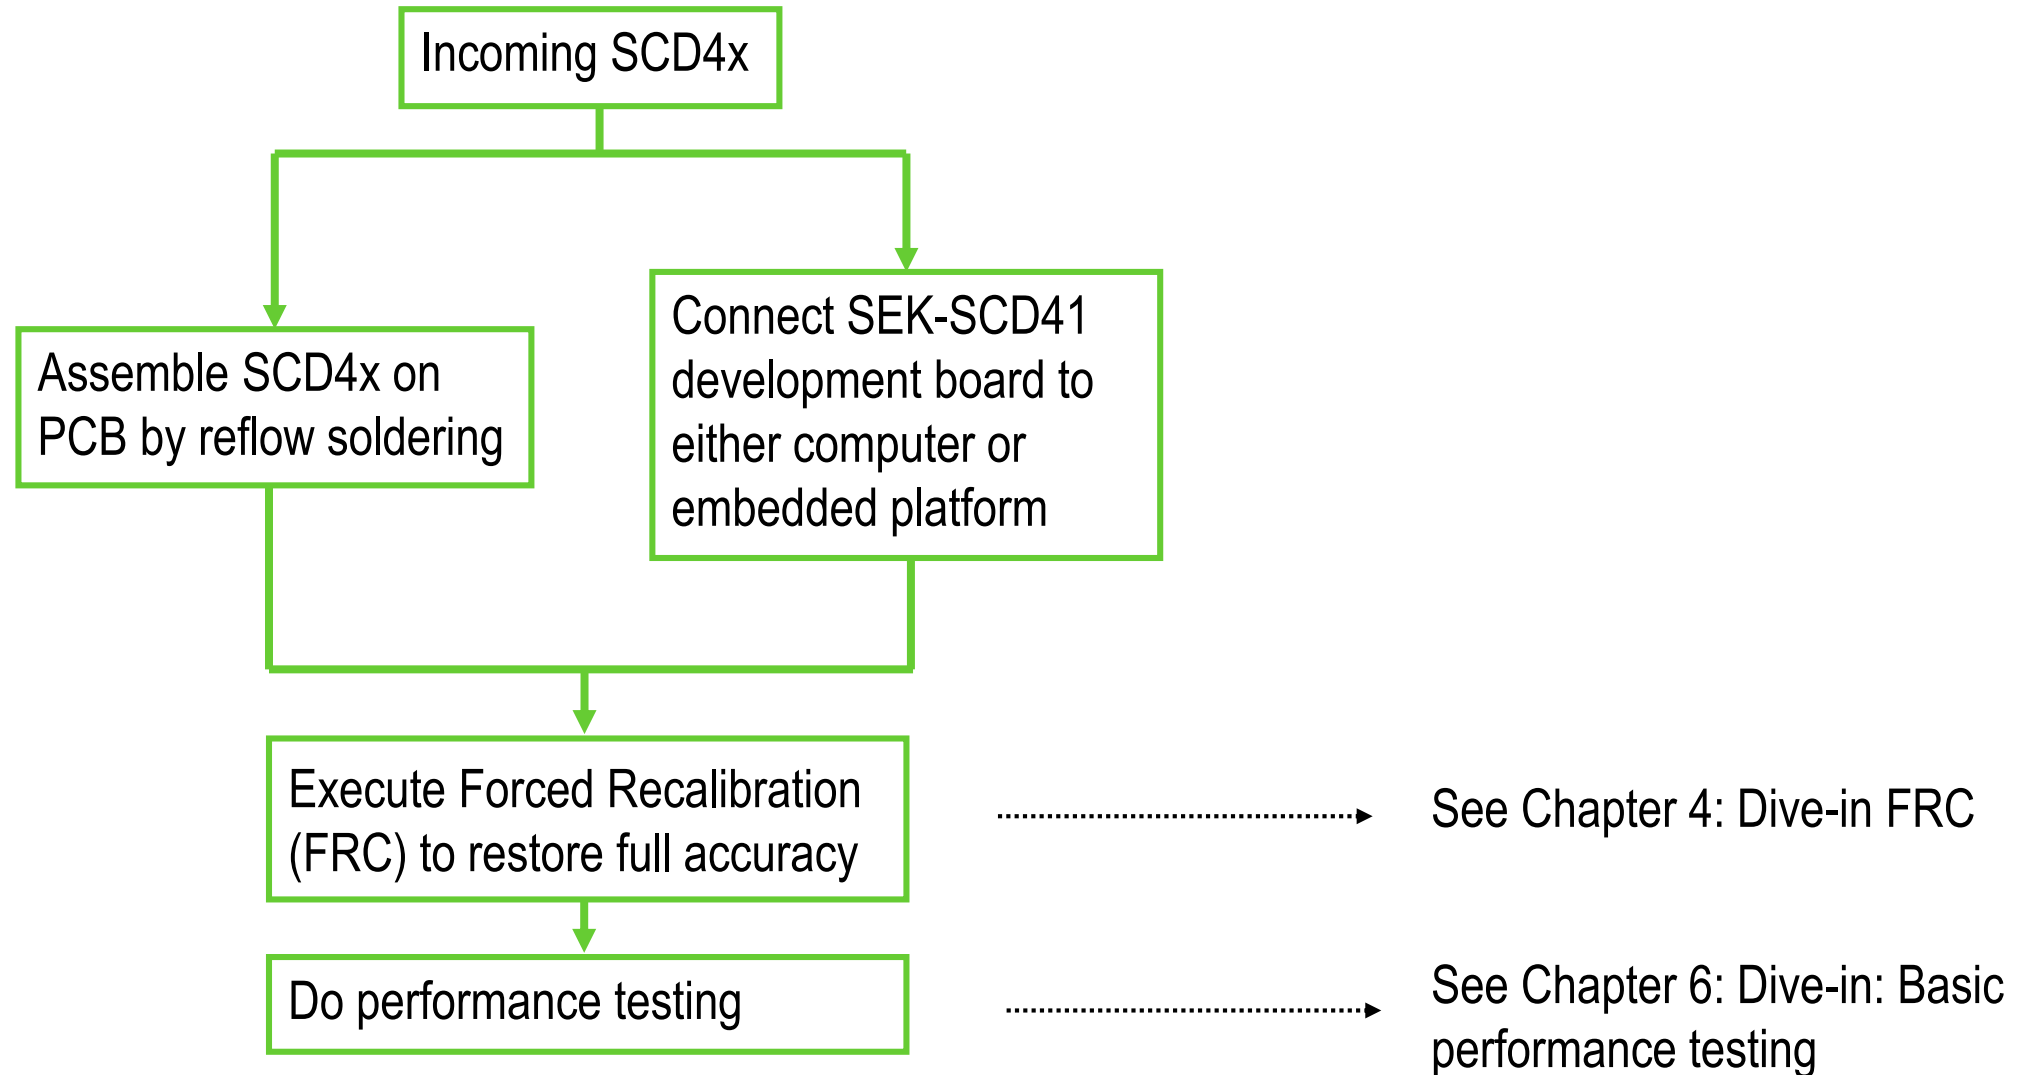 Incoming SCD4x
Assemble SCD4x on
PCB by reflow soldering
Connect SEK-SCD41
development board to
either computer or
embedded platform
Execute Forced Recalibration
(FRC) to restore full accuracy
See Chapter 4: Dive-in FRC
Do performance testing
See Chapter 6: Dive-in: Basic
performance testing